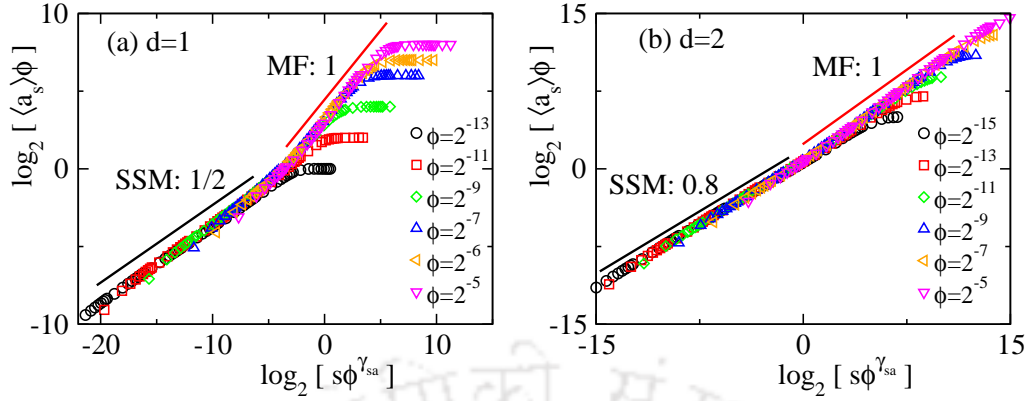 (a) d=1
MF: 1
SSM: 1/2
ϕ=2^-13
ϕ=2^-11
ϕ=2^-9
ϕ=2^-7
ϕ=2^-6
ϕ=2^-5
10
0
-10
-20
-10
0
10
log₂ [ ⟨aₛ⟩ϕ ]
log₂ [ sϕ^γsa ]
(b) d=2
MF: 1
SSM: 0.8
ϕ=2^-15
ϕ=2^-13
ϕ=2^-11
ϕ=2^-9
ϕ=2^-7
ϕ=2^-5
15
0
-15
-15
0
15
log₂ [ ⟨aₛ⟩ϕ ]
log₂ [ sϕ^γsa ]